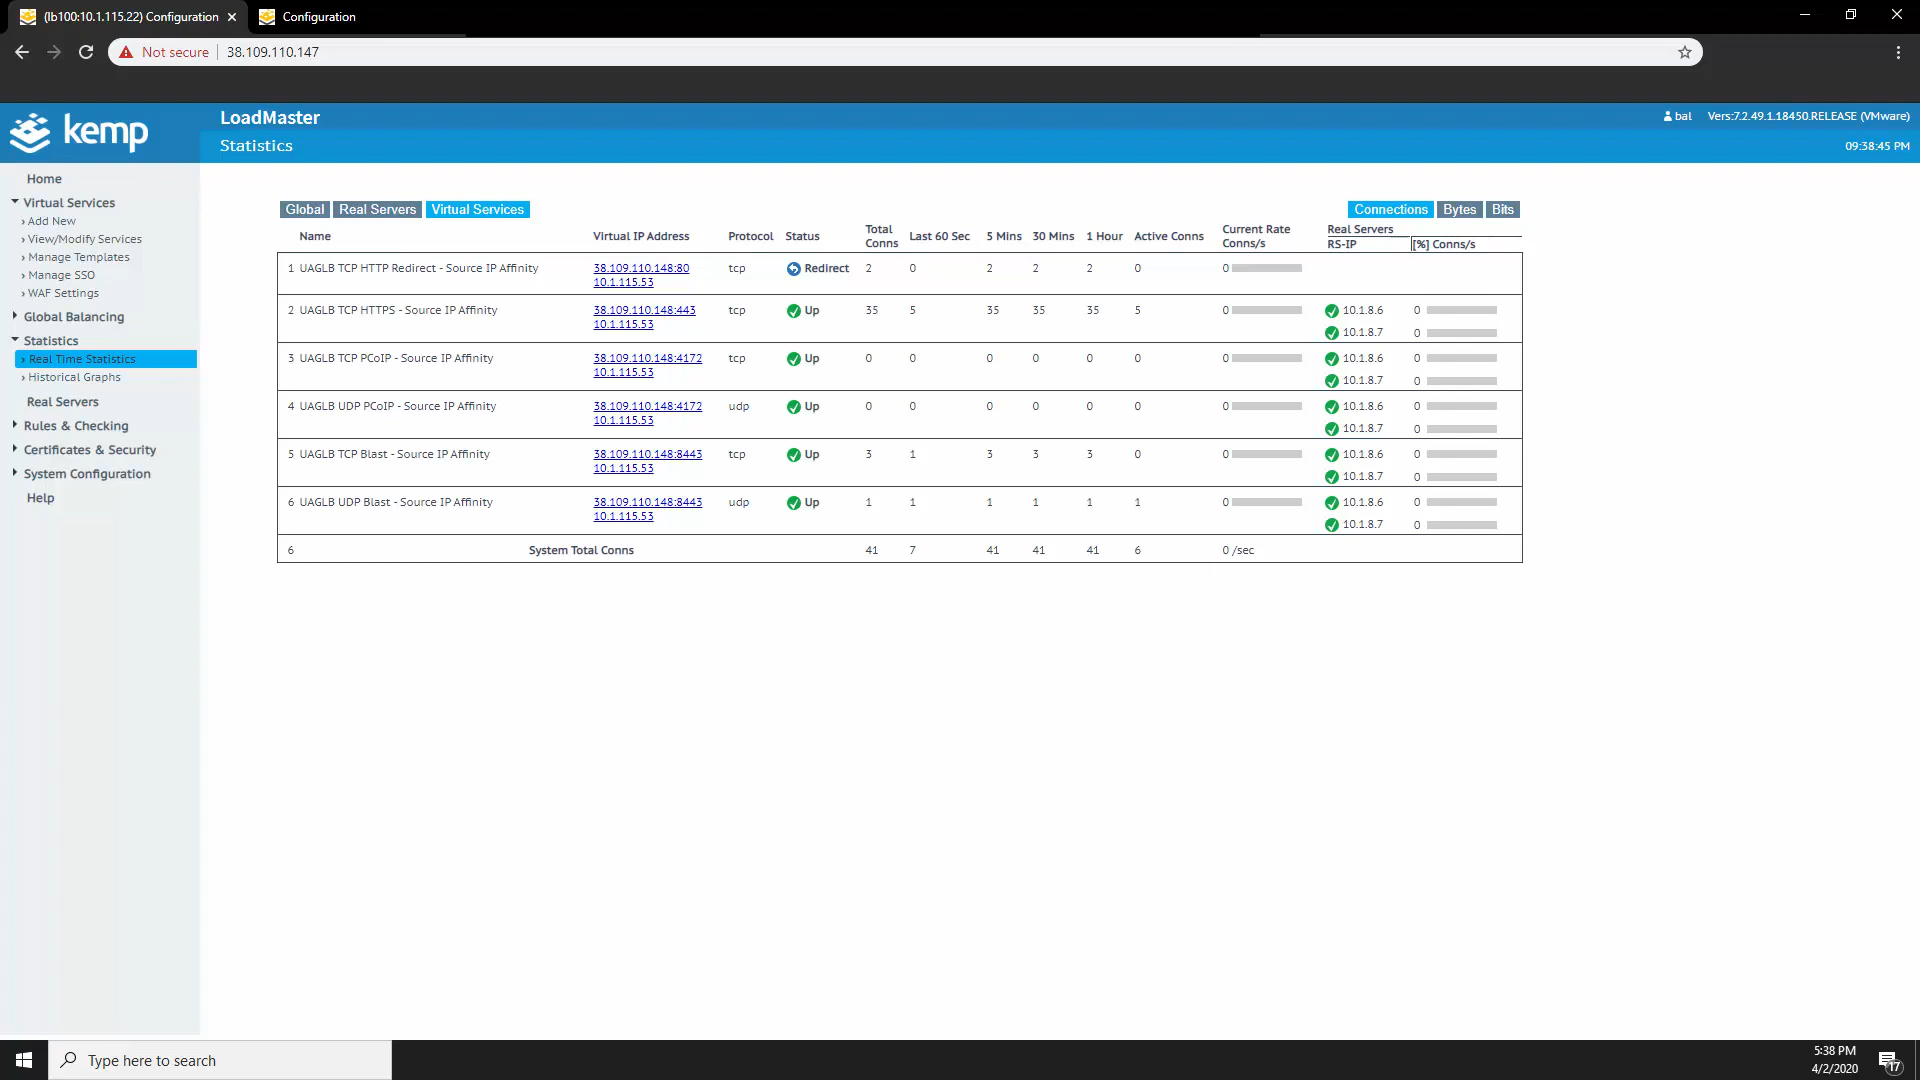 (lb100:10.1.115.22) Configuration
Configuration
Not secure 38.109.110.147
kemp
LoadMaster
bal Vers:7.2.49.1.18450.RELEASE (VMware)
Statistics
09:38:45 PM
Home
Virtual Services
› Add New
› View/Modify Services
› Manage Templates
› Manage SSO
› WAF Settings
Global Balancing
Statistics
› Real Time Statistics
› Historical Graphs
Real Servers
Rules & Checking
Certificates & Security
System Configuration
Help
Global Real Servers Virtual Services
Connections Bytes Bits
Name Virtual IP Address Protocol Status Total Conns Last 60 Sec 5 Mins 30 Mins 1 Hour Active Conns Current Rate Conns/s Real Servers RS-IP [%] Conns/s
1 UAGLB TCP HTTP Redirect - Source IP Affinity 38.109.110.148:80 tcp Redirect 2 0 2 2 2 0 0
10.1.115.53
2 UAGLB TCP HTTPS - Source IP Affinity 38.109.110.148:443 tcp Up 35 5 35 35 35 5 0 10.1.8.6 0
10.1.115.53 10.1.8.7 0
3 UAGLB TCP PCoIP - Source IP Affinity 38.109.110.148:4172 tcp Up 0 0 0 0 0 0 0 10.1.8.6 0
10.1.115.53 10.1.8.7 0
4 UAGLB UDP PCoIP - Source IP Affinity 38.109.110.148:4172 udp Up 0 0 0 0 0 0 0 10.1.8.6 0
10.1.115.53 10.1.8.7 0
5 UAGLB TCP Blast - Source IP Affinity 38.109.110.148:8443 tcp Up 3 1 3 3 3 0 0 10.1.8.6 0
10.1.115.53 10.1.8.7 0
6 UAGLB UDP Blast - Source IP Affinity 38.109.110.148:8443 udp Up 1 1 1 1 1 1 0 10.1.8.6 0
10.1.115.53 10.1.8.7 0
6 System Total Conns 41 7 41 41 41 6 0 /sec
Type here to search
5:38 PM
4/2/2020
17